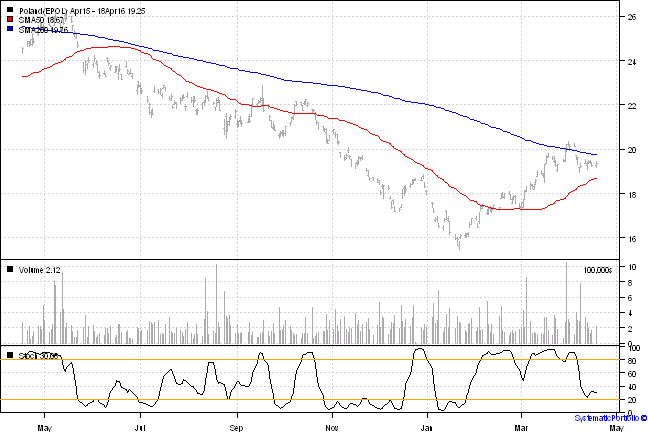 Poland (EPOL) Apr15 - 18Apr16 19.25
SMA50 18.67
SMA200 19.76
26
24
22
20
18
16
Volume 2.12
100,000s
10
8
6
4
2
0
Stoch
100
80
60
40
20
0
May
Jul
Sep
Nov
Jan
Mar
May
SystematicPortfolio ©